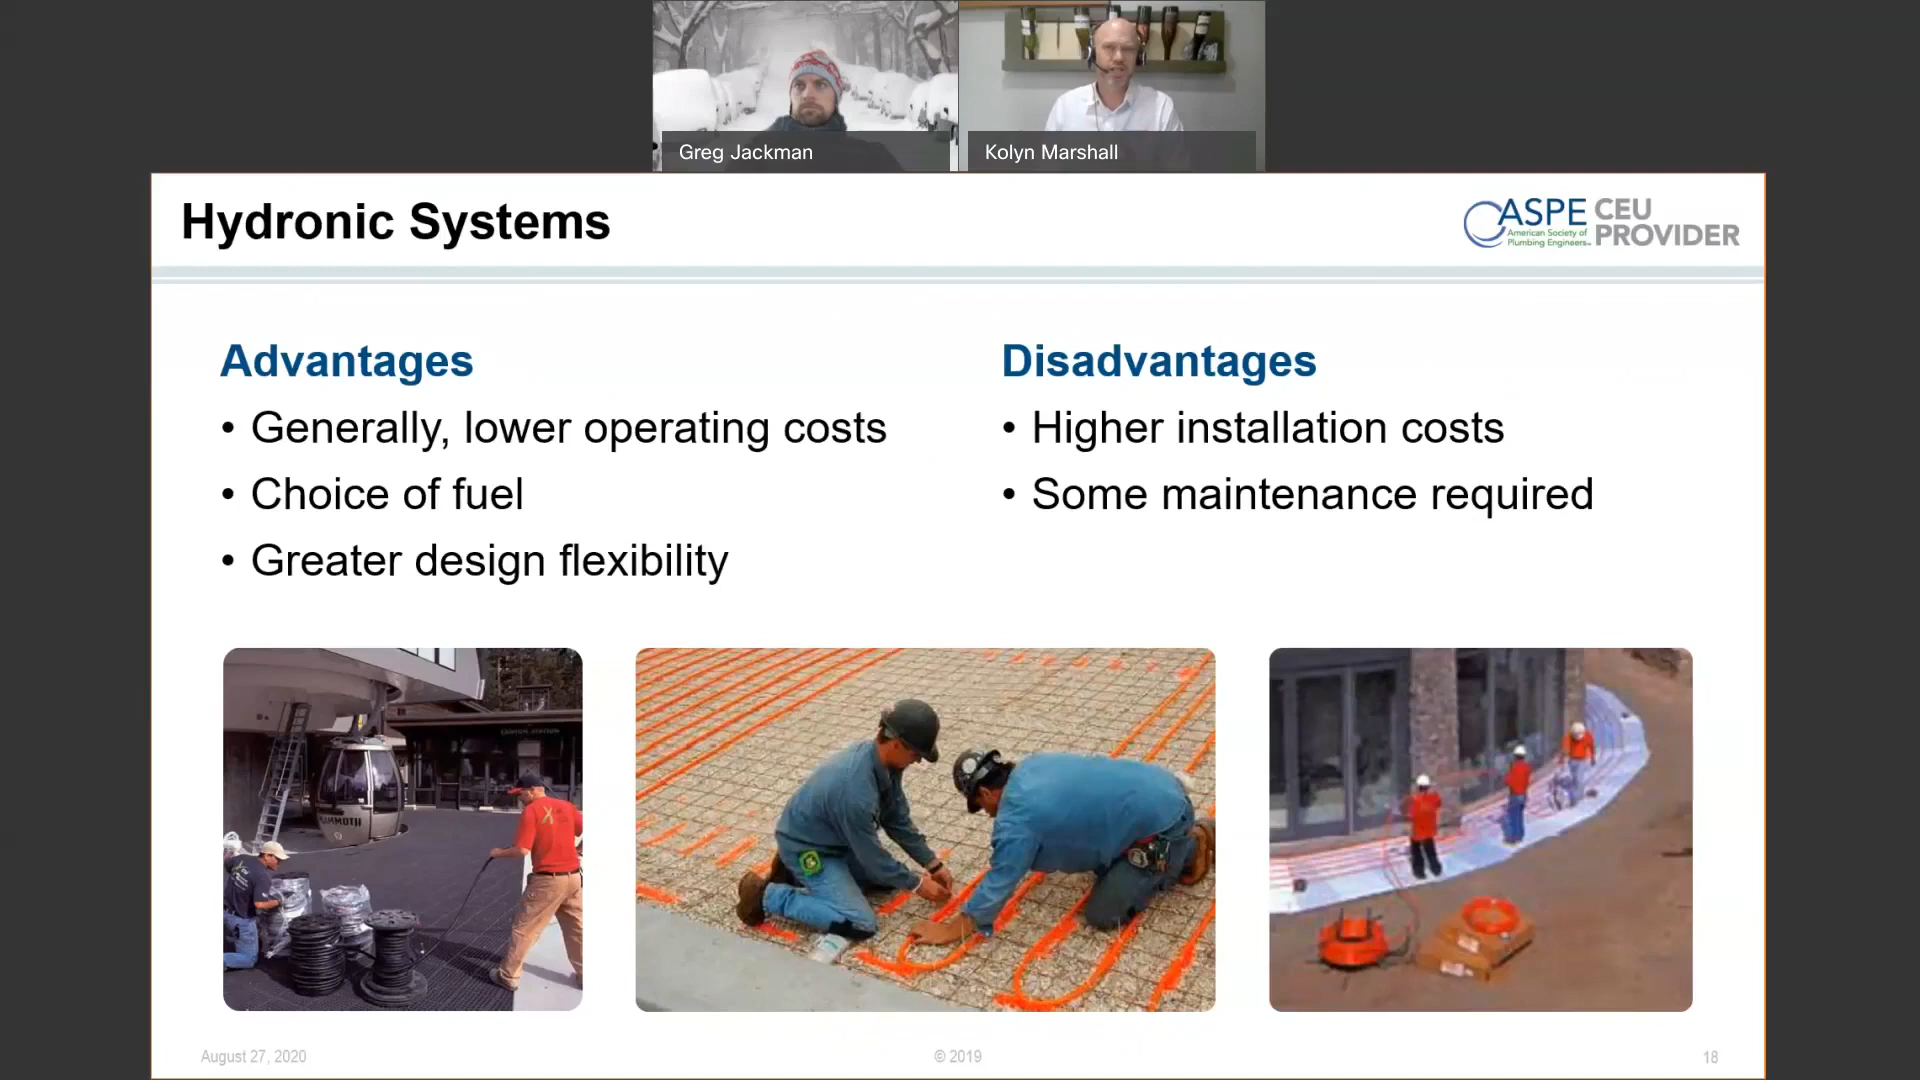 Greg Jackman
Kolyn Marshall
Hydronic Systems
ASPE CEU
American Society of
Plumbing Engineers
PROVIDER
Advantages
• Generally, lower operating costs
• Choice of fuel
• Greater design flexibility
Disadvantages
• Higher installation costs
• Some maintenance required
MAMMOTH
August 27, 2020
© 2019
18